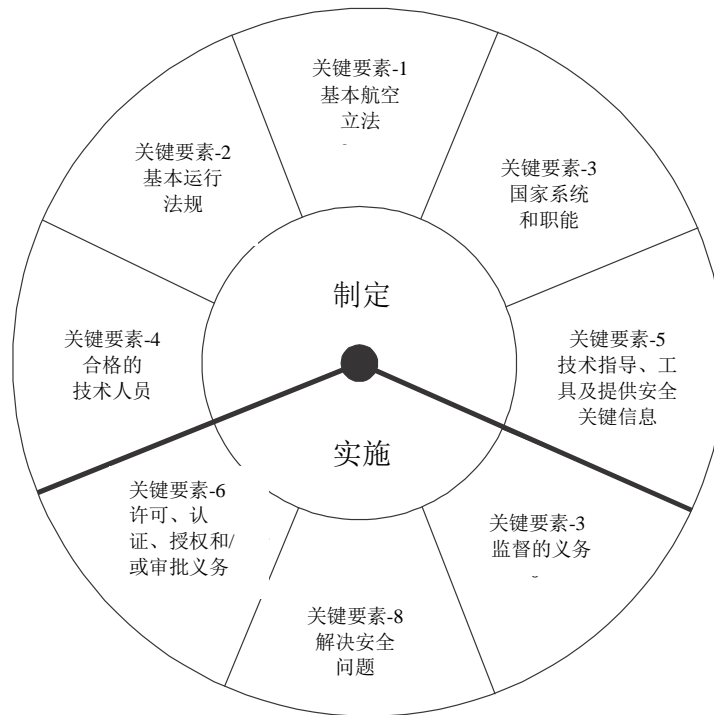 关键要素-1
基本航空
立法
关键要素-2
基本运行
法规
关键要素-3
国家系统
和职能
制定
关键要素-4
合格的
技术人员
关键要素-5
技术指导、工
具及提供安全
关键信息
实施
关键要素-6
许可、认
证、授权和/
或审批义务
关键要素-3
监督的义务
关键要素-8
解决安全
问题